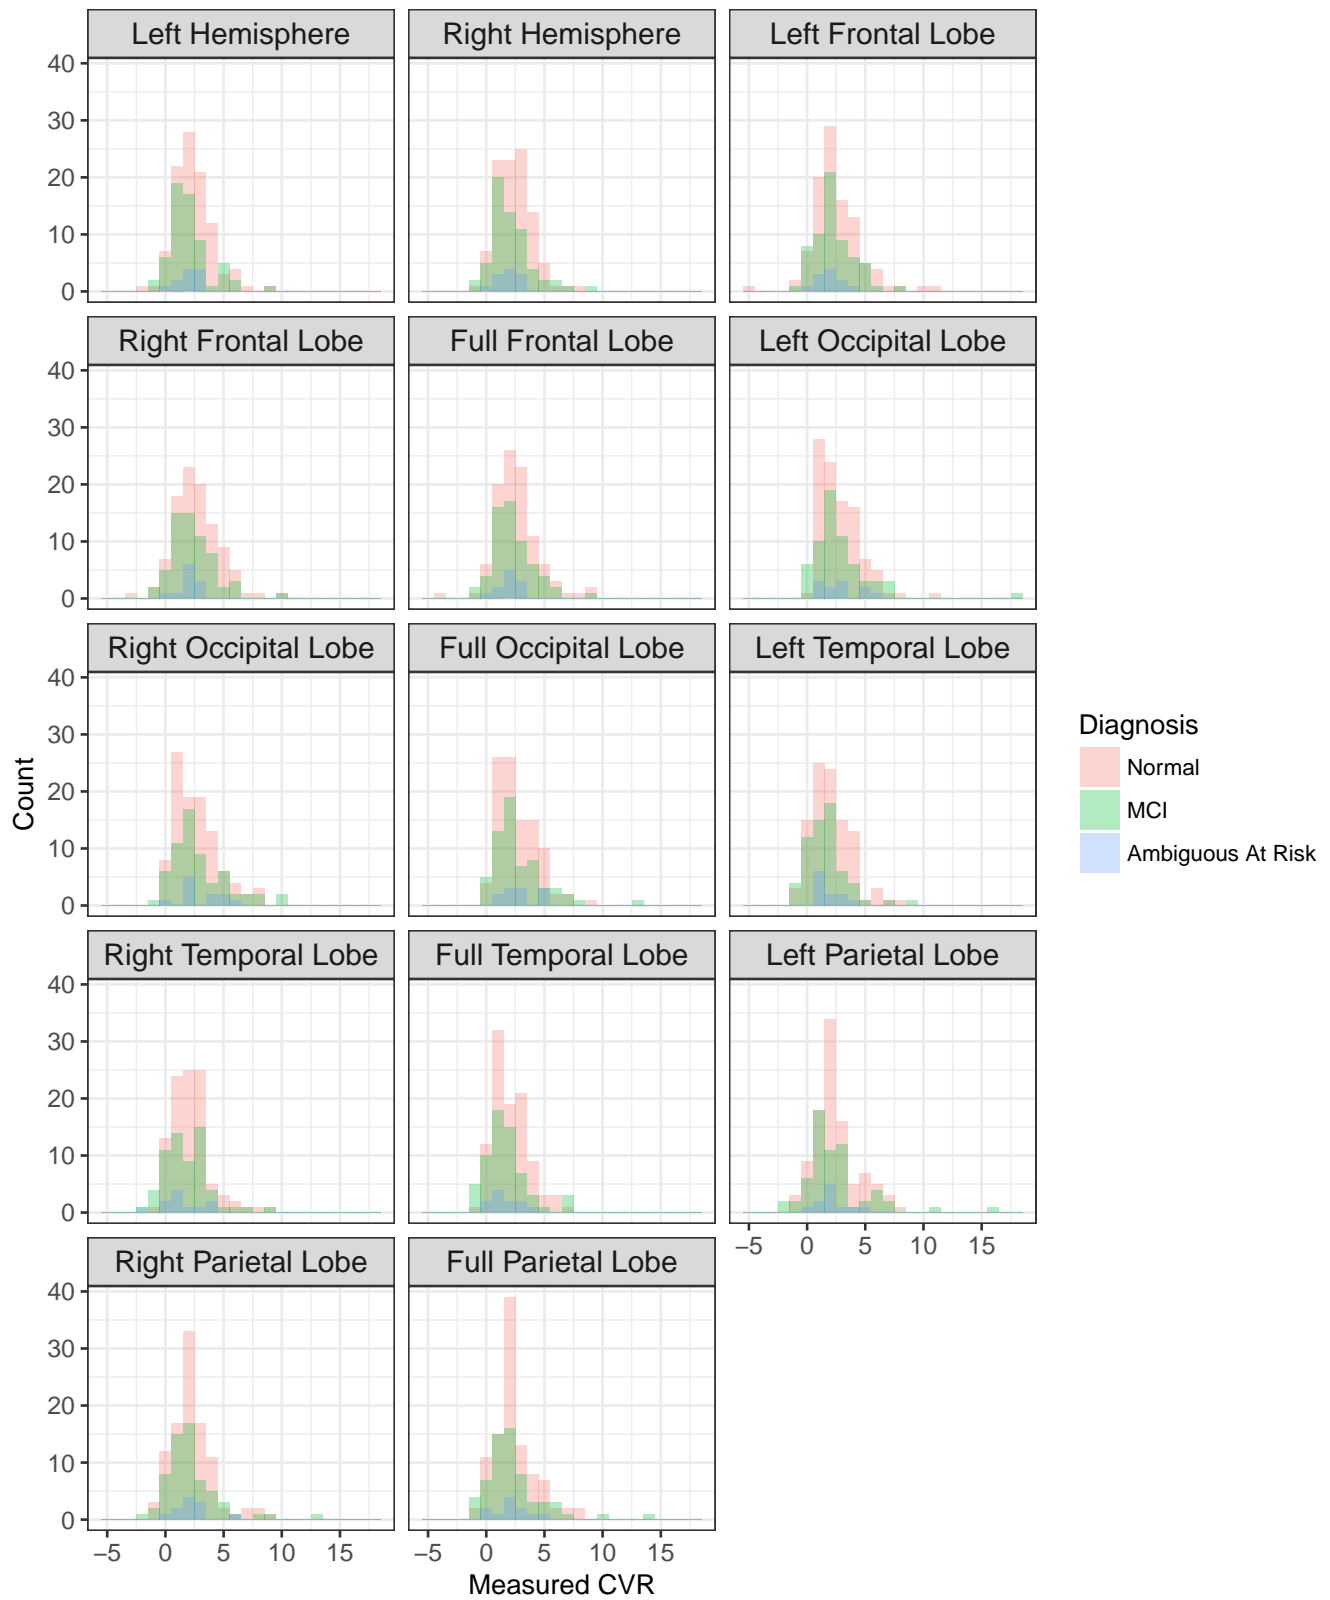 Left Hemisphere
Right Hemisphere
Left Frontal Lobe
40
30
20
10
0
Right Frontal Lobe
Full Frontal Lobe
Left Occipital Lobe
40
30
20
10
0
Right Occipital Lobe
Full Occipital Lobe
Left Temporal Lobe
40
30
20
10
0
Right Temporal Lobe
Full Temporal Lobe
Left Parietal Lobe
40
30
20
10
0
−5 0 5 10 15
Right Parietal Lobe
Full Parietal Lobe
40
30
20
10
0
−5 0 5 10 15
−5 0 5 10 15
Measured CVR
Count
Diagnosis
Normal
MCI
Ambiguous At Risk